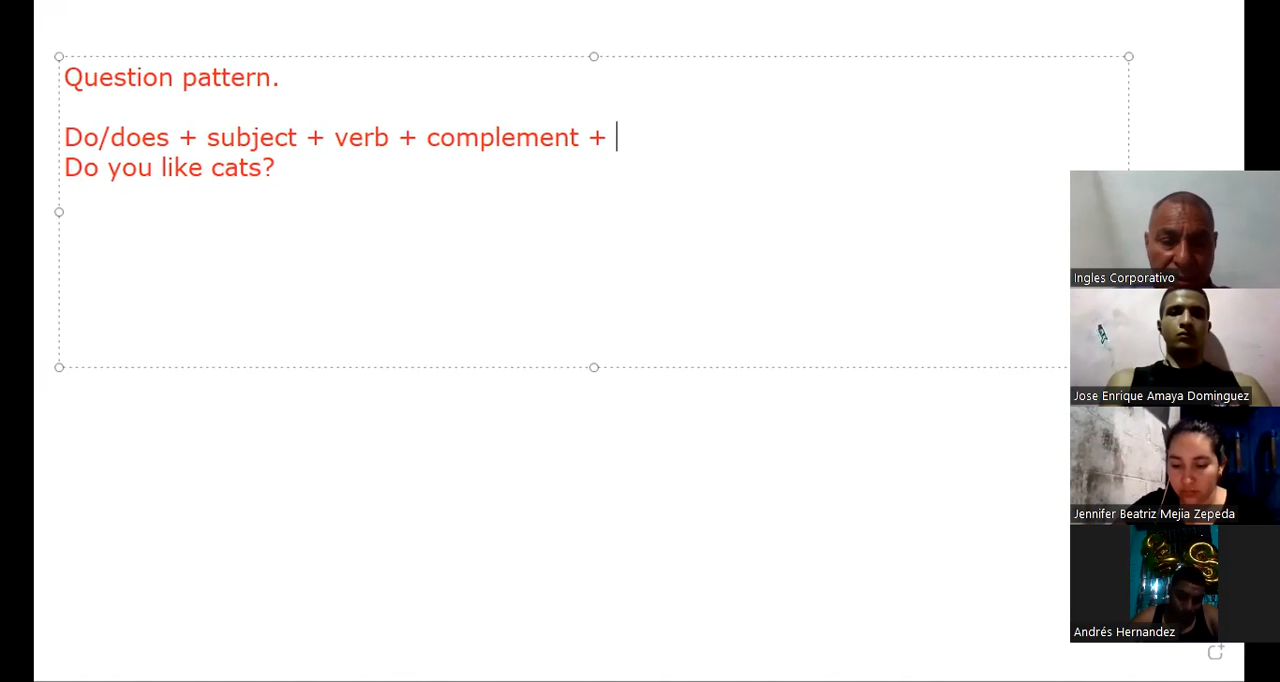 Question pattern.
Do/does + subject + verb + complement +
Do you like cats?
Ingles Corporativo
Jose Enrique Amaya Dominguez
Jennifer Beatriz Mejia Zepeda
Andrés Hernandez